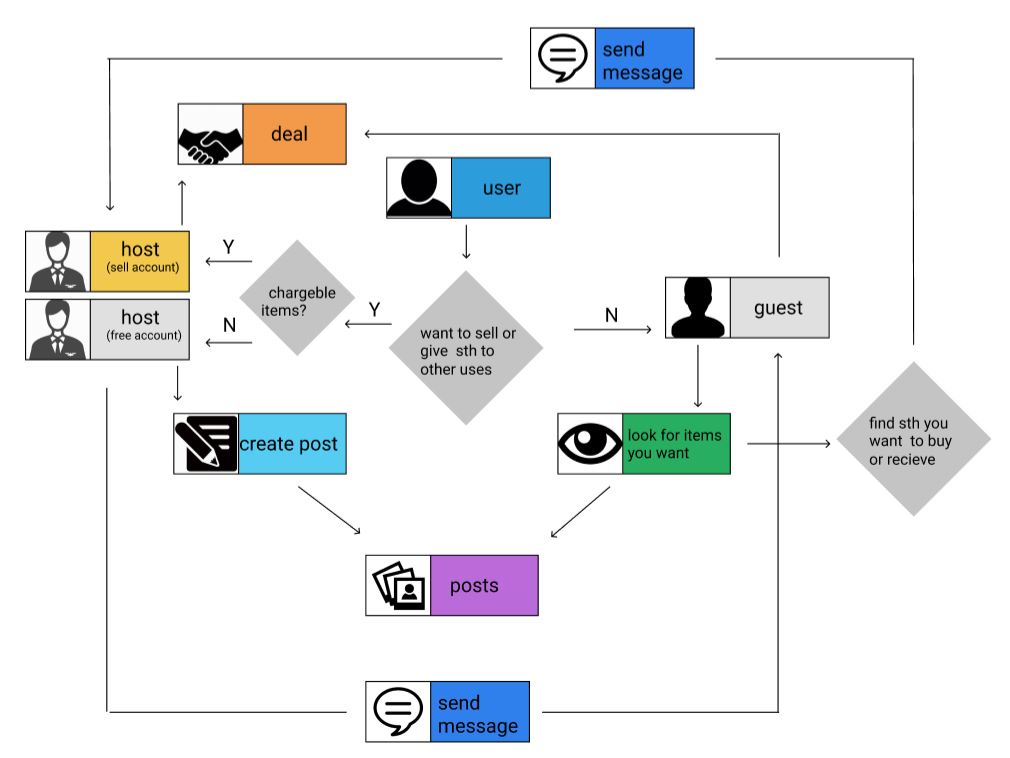 send
message
deal
user
host
(sell account)
Y
chargeble
items?
Y
N
guest
host
(free account)
N
want to sell or
give  sth to
other uses
create post
look for items
you want
find sth you
want  to buy
or recieve
posts
send
message